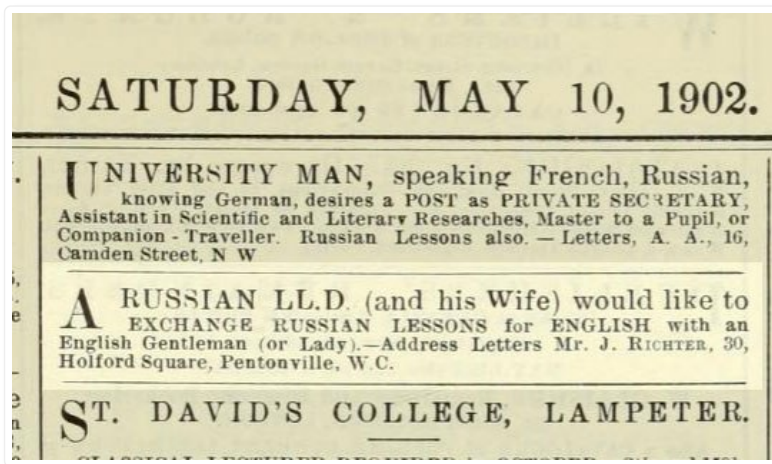 SATURDAY, MAY 10, 1902.
UNIVERSITY MAN, speaking French, Russian,
knowing German, desires a POST as PRIVATE SECRETARY,
Assistant in Scientific and Literary Researches, Master to a Pupil, or
Companion - Traveller. Russian Lessons also. — Letters, A. A., 16,
Camden Street, N W
A RUSSIAN LL.D. (and his Wife) would like to
EXCHANGE RUSSIAN LESSONS for ENGLISH with an
English Gentleman (or Lady).—Address Letters Mr. J. RICHTER, 30,
Holford Square, Pentonville, W.C.
ST. DAVID'S COLLEGE, LAMPETER.